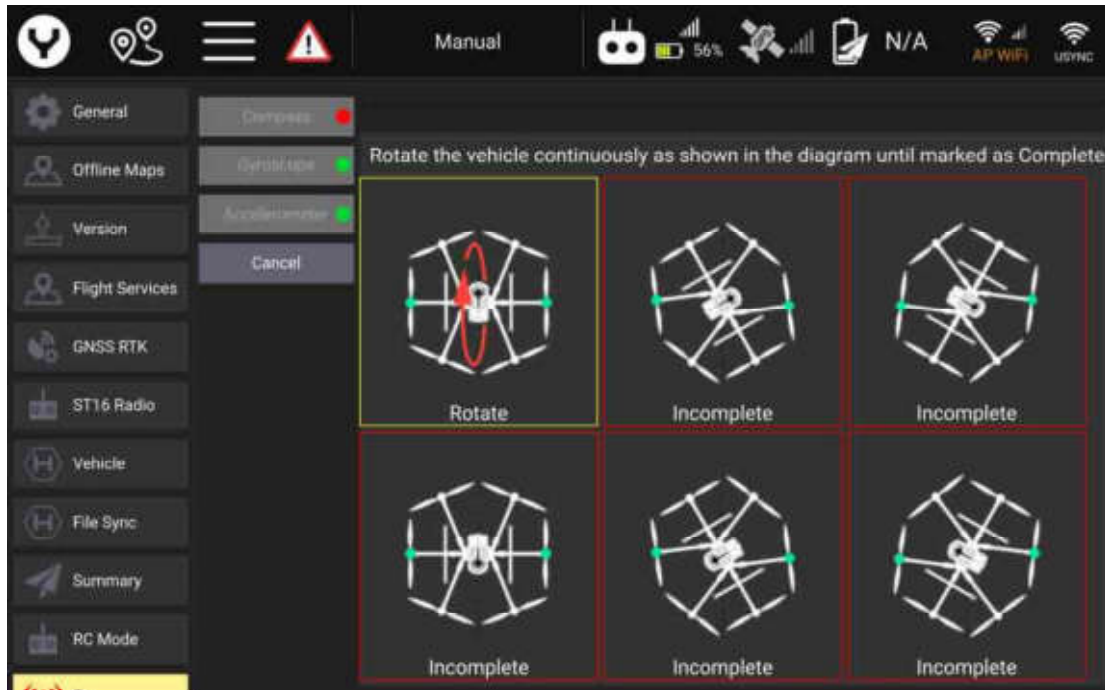 Manual
56%
N/A
AP WiFi
USYNC
General
Offline Maps
Version
Flight Services
GNSS RTK
ST16 Radio
Vehicle
File Sync
Summary
RC Mode
Compass
Gyroscope
Accelerometer
Cancel
Rotate the vehicle continuously as shown in the diagram until marked as Complete
Rotate
Incomplete
Incomplete
Incomplete
Incomplete
Incomplete